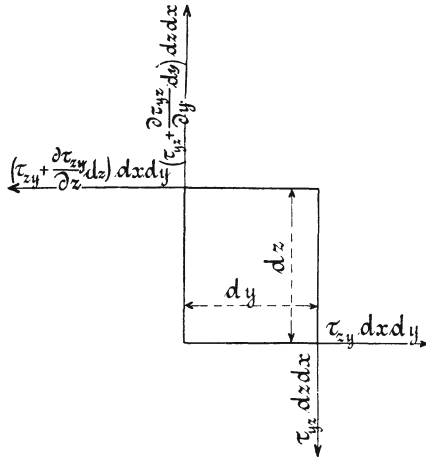 (τ_yz + ∂τ_yz/∂y dy) dz dx
(τ_zy + ∂τ_zy/∂z dz) dx dy
dz
dy
τ_zy dx dy
τ_yz dz dx